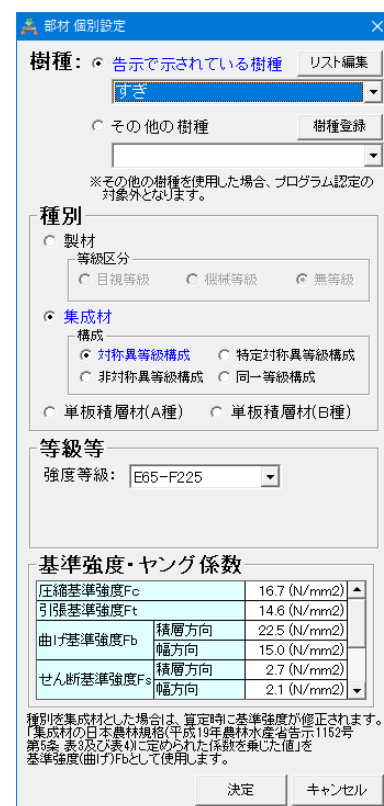 部材 個別設定
樹種： 告示で示されている樹種 リスト編集
すぎ
その他の樹種 樹種登録
※その他の樹種を使用した場合、プログラム認定の
対象外となります。
種別
製材
等級区分
目視等級 機械等級 無等級
集成材
構成
対称異等級構成 特定対称異等級構成
非対称異等級構成 同一等級構成
単板積層材(A種) 単板積層材(B種)
等級等
強度等級： E65-F225
基準強度・ヤング係数
圧縮基準強度Fc 16.7 (N/mm2)
引張基準強度Ft 14.6 (N/mm2)
曲げ基準強度Fb 積層方向 22.5 (N/mm2)
幅方向 15.0 (N/mm2)
せん断基準強度Fs 積層方向 2.7 (N/mm2)
幅方向 2.1 (N/mm2)
種別を集成材とした場合は、算定時に基準強度が修正されます。
「集成材の日本農林規格(平成19年農林水産省告示1152号
第5条 表3及び表4)に定められた係数を乗じた値」を
基準強度(曲げ)Fbとして使用します。
決定 キャンセル